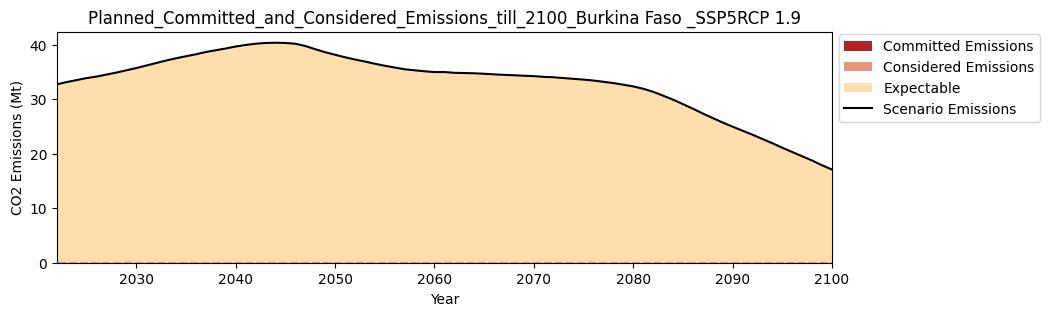 Planned_Committed_and_Considered_Emissions_till_2100_Burkina Faso _SSP5RCP 1.9
CO2 Emissions (Mt)
40
30
20
10
0
2030 2040 2050 2060 2070 2080 2090 2100
Year
Committed Emissions
Considered Emissions
Expectable
Scenario Emissions